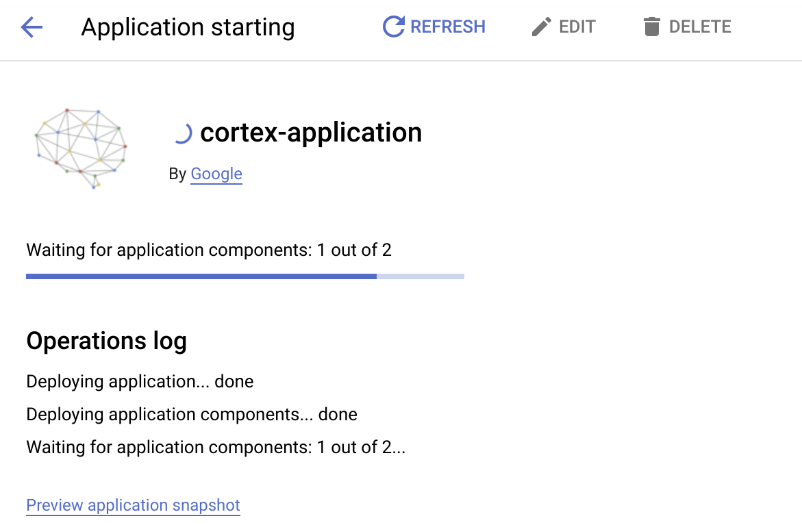 Application starting REFRESH EDIT DELETE
cortex-application
By Google
Waiting for application components: 1 out of 2
Operations log
Deploying application... done
Deploying application components... done
Waiting for application components: 1 out of 2...
Preview application snapshot